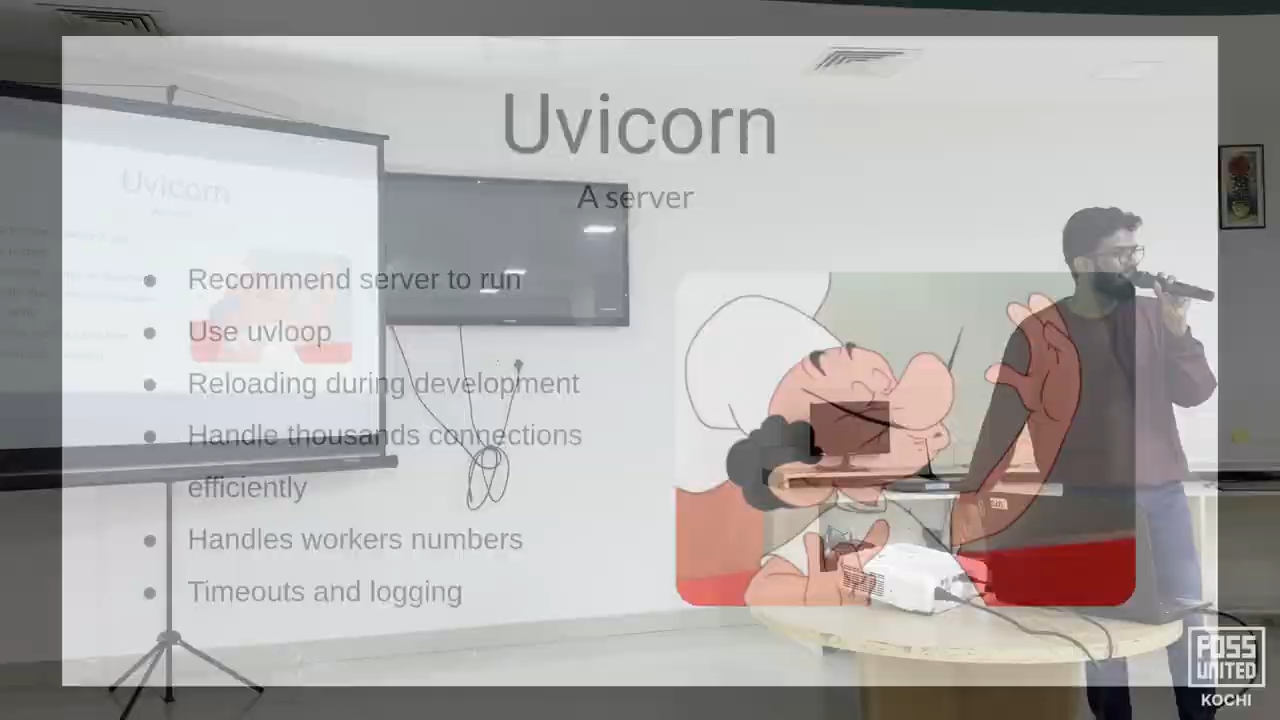 Uvicorn
A server
Uvicorn
Recommend server to run
Use uvloop
Reloading during development
Handle thousands connections
efficiently
Handles workers numbers
Timeouts and logging
FOSS
UNITED
KOCHI